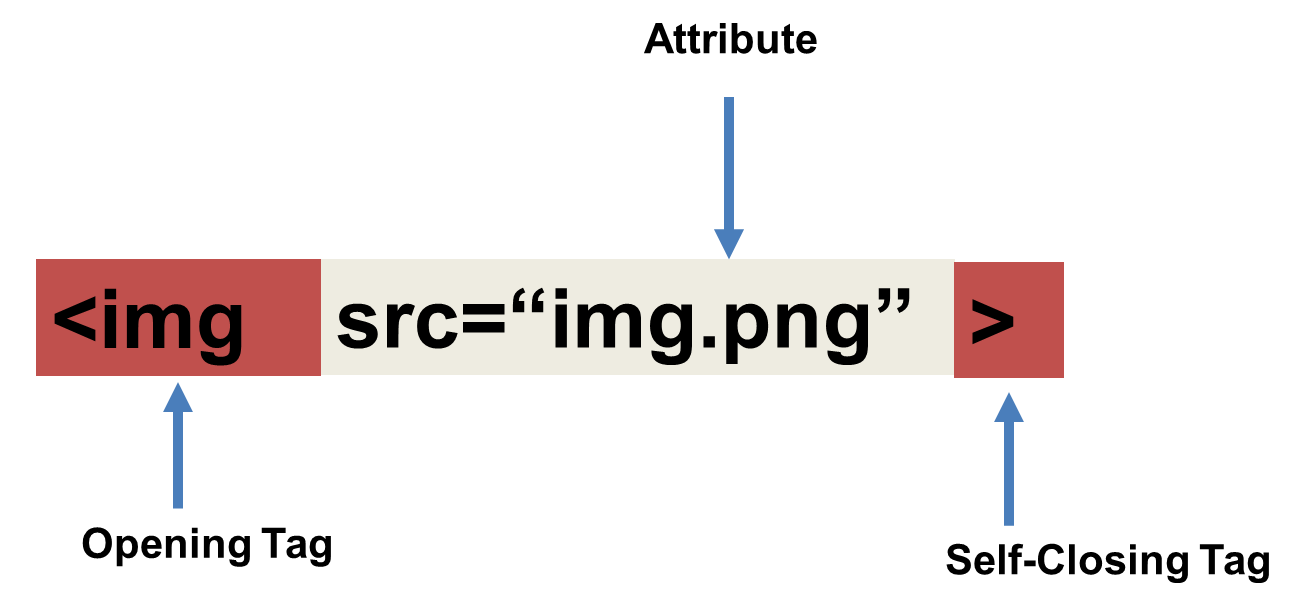 Attribute
<img src=“img.png” >
Opening Tag
Self-Closing Tag